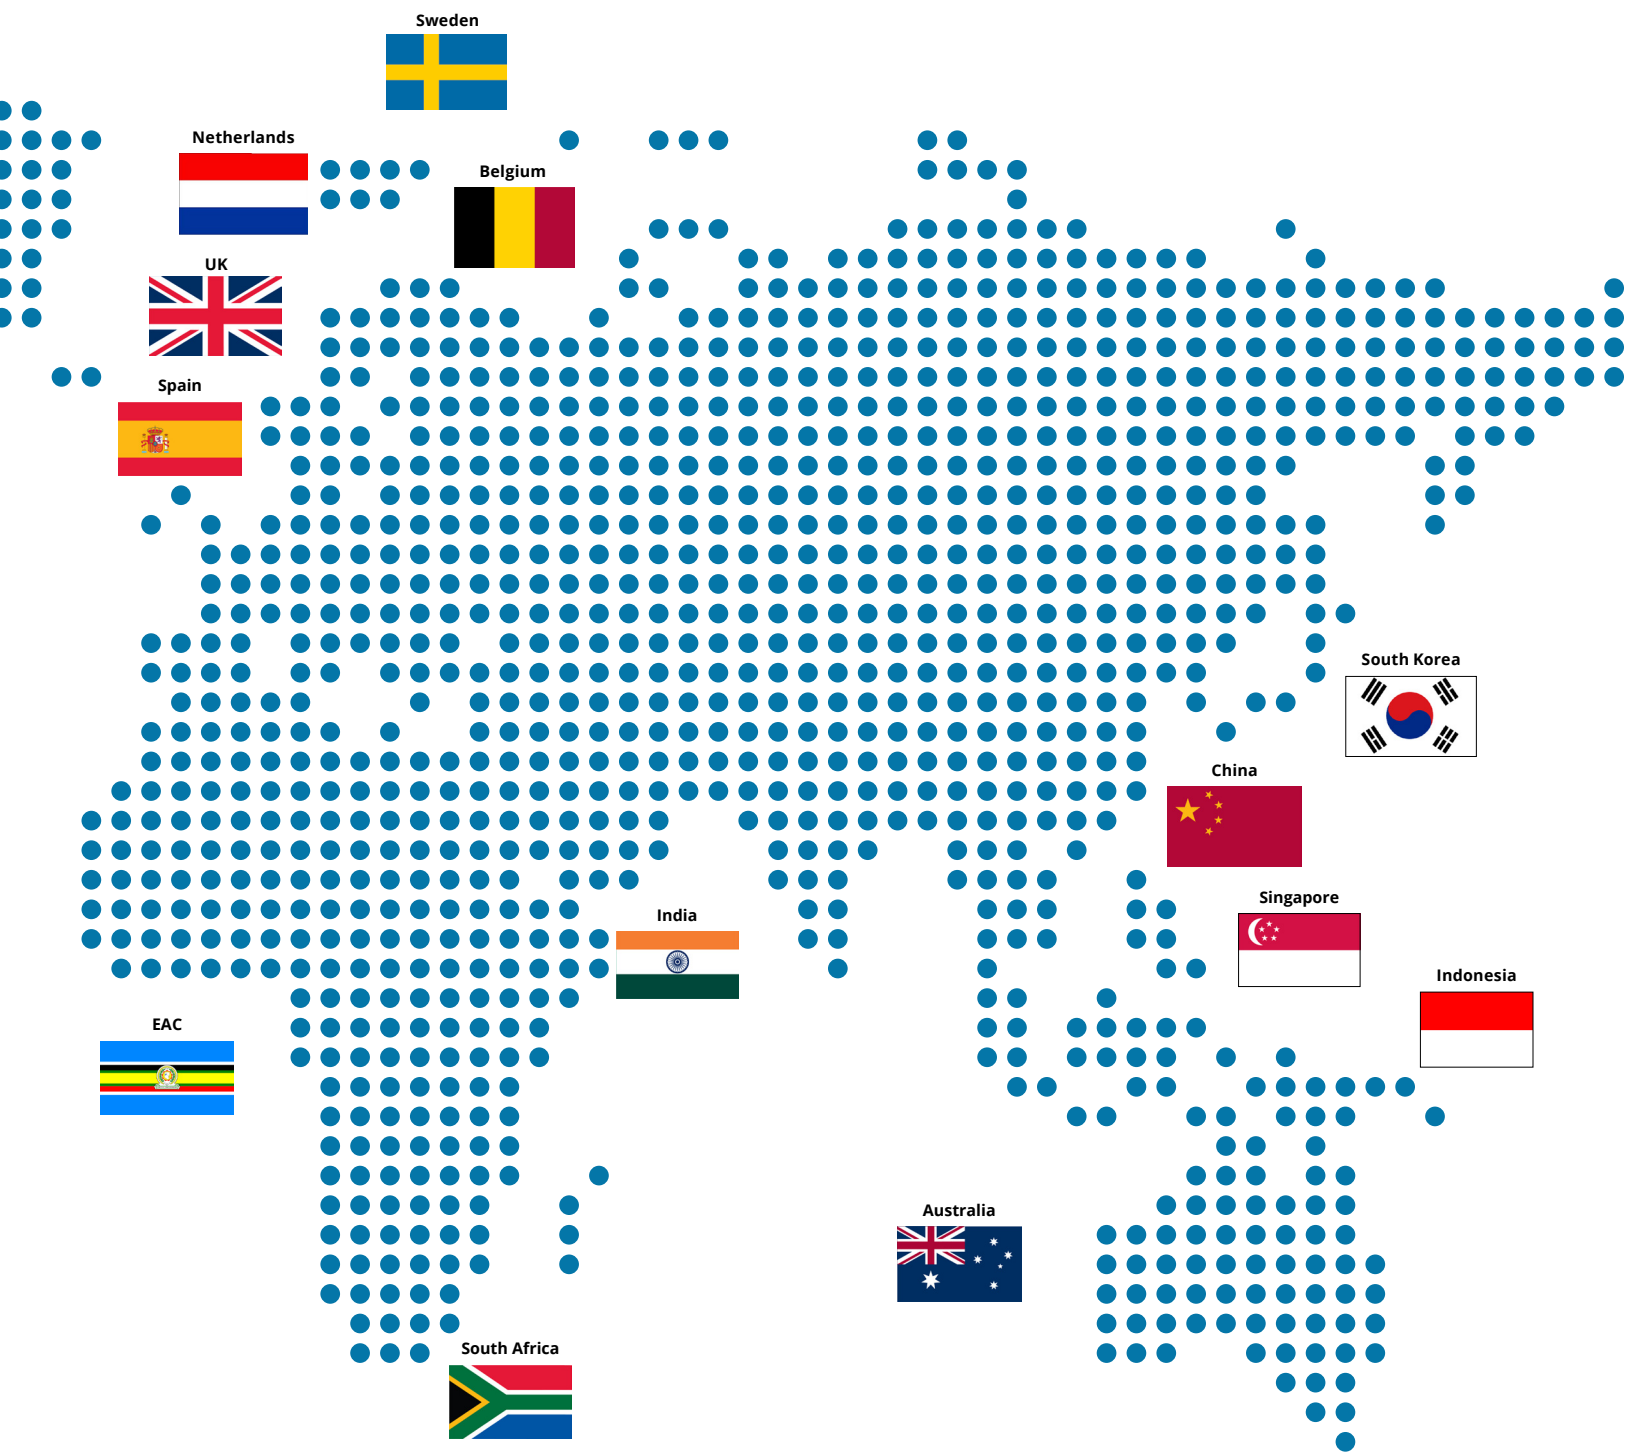 Sweden
Netherlands
Belgium
UK
Spain
South Korea
China
Singapore
India
Indonesia
EAC
Australia
South Africa